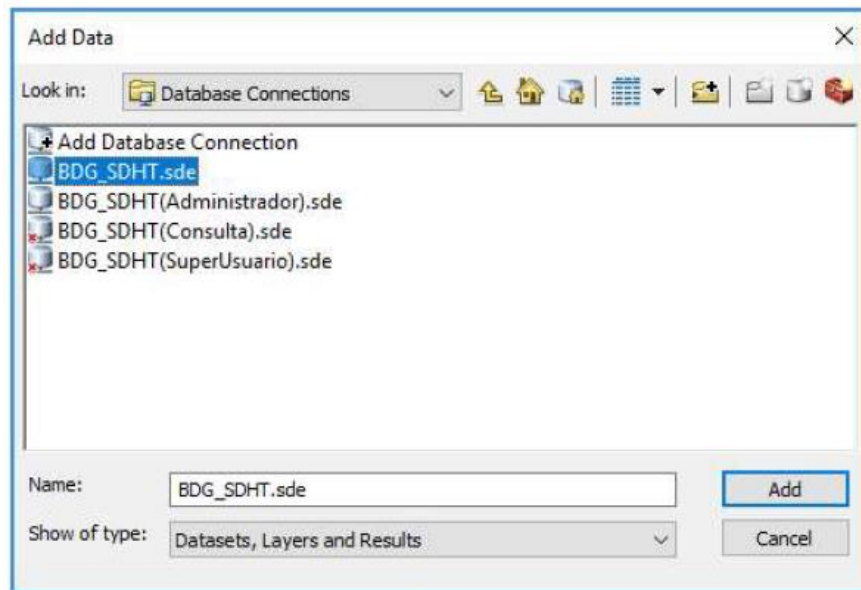 Add Data
Look in: Database Connections
Add Database Connection
BDG_SDHT.sde
BDG_SDHT(Administrador).sde
BDG_SDHT(Consulta).sde
BDG_SDHT(SuperUsuario).sde
Name: BDG_SDHT.sde Add
Show of type: Datasets, Layers and Results Cancel